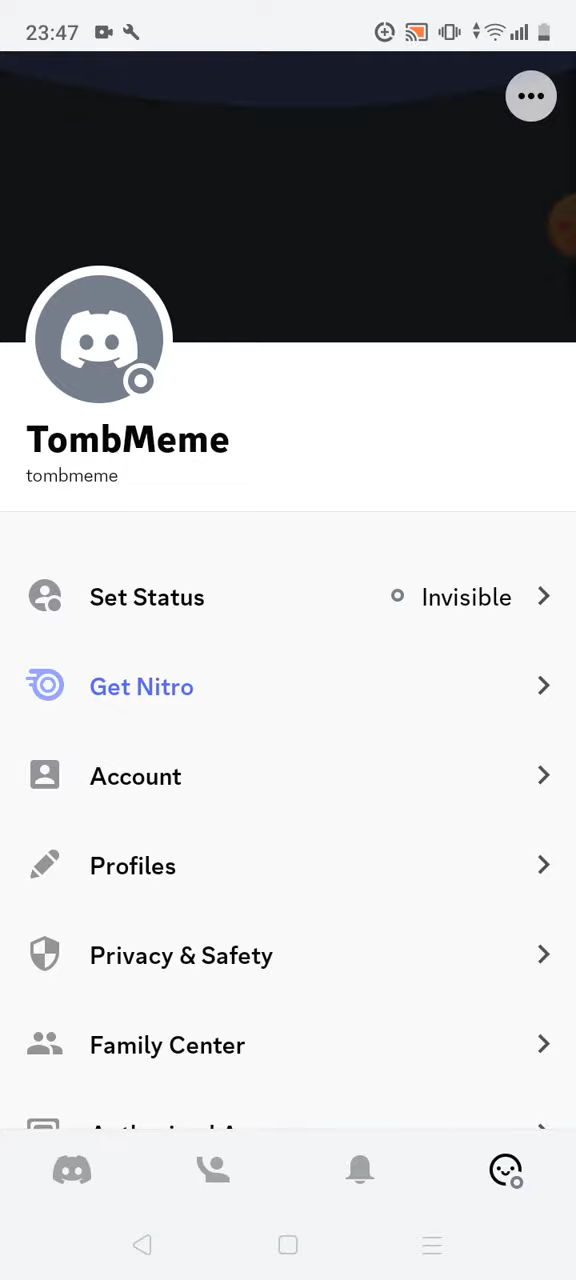 23:47
TombMeme
tombmeme
Set Status
Invisible
Get Nitro
Account
Profiles
Privacy & Safety
Family Center